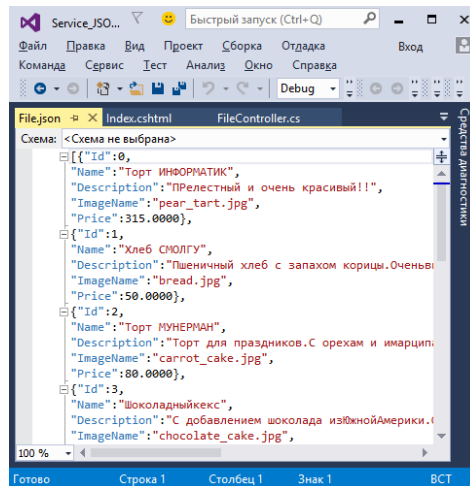 Service_JSO... Быстрый запуск (Ctrl+Q)
Файл Правка Вид Проект Сборка Отладка Вход
Команда Сервис Тест Анализ Окно Справка
Debug
File.json Index.cshtml FileController.cs
Схема: <Схема не выбрана>
[{"Id":0,
"Name":"Торт ИНФОРМАТИК",
"Description":"ПРелестный и очень красивый!!",
"ImageName":"pear_tart.jpg",
"Price":315.0000},
{"Id":1,
"Name":"Хлеб СМОЛГУ",
"Description":"Пшеничный хлеб с запахом корицы.Оченьв
"ImageName":"bread.jpg",
"Price":50.0000},
{"Id":2,
"Name":"Торт МУНЕРМАН",
"Description":"Торт для праздников.С орехам и имарципа
"ImageName":"carrot_cake.jpg",
"Price":80.0000},
{"Id":3,
"Name":"Шоколадныйкекс",
"Description":"С добавлением шоколада изЮжнойАмерики.
"ImageName":"chocolate_cake.jpg",
100 %
Готово Строка 1 Столбец 1 Знак 1 ВСТ
Средства диагностики